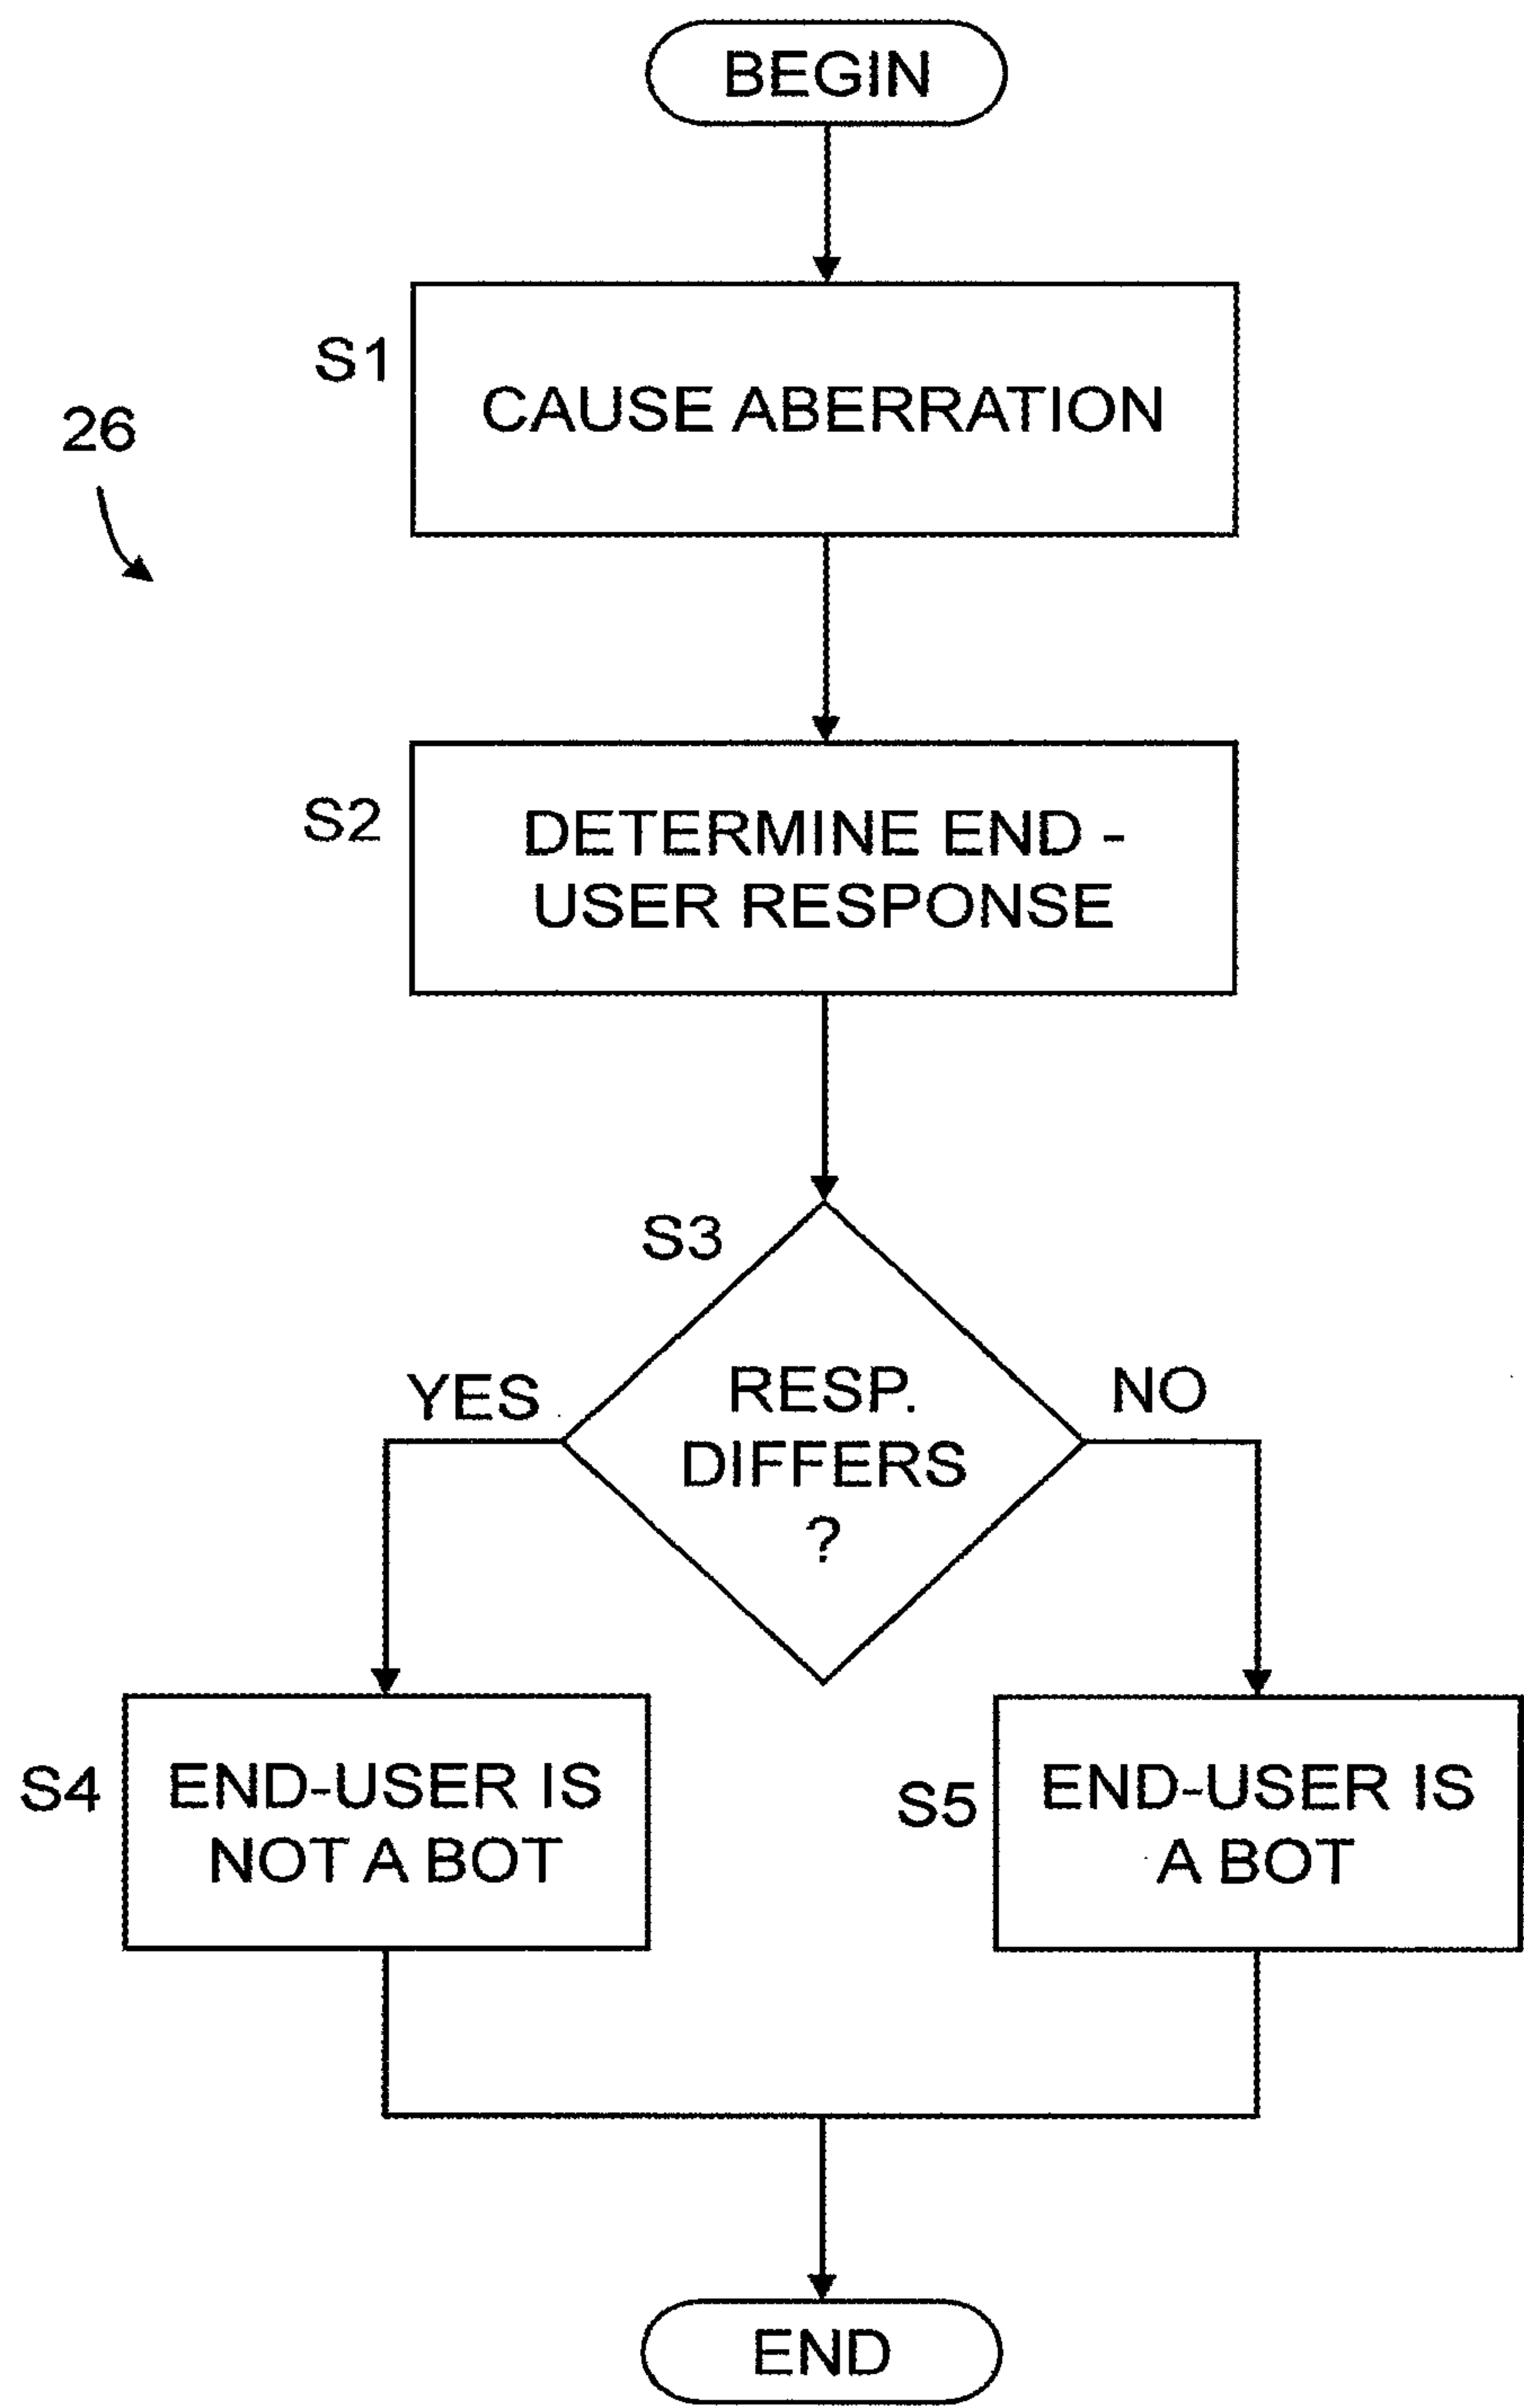 BEGIN
S1
CAUSE ABERRATION
26
S2
DETERMINE END -
USER RESPONSE
S3
YES
RESP.
DIFFERS
?
NO
S4
END-USER IS
NOT A BOT
S5
END-USER IS
A BOT
END